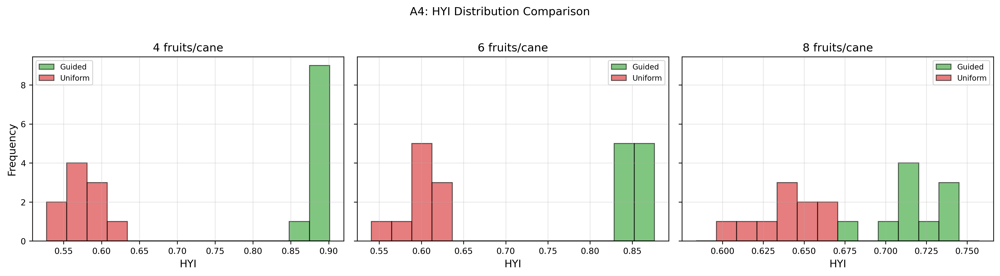 A4: HYI Distribution Comparison
4 fruits/cane
Guided
Uniform
Frequency
8
6
4
2
0
0.55 0.60 0.65 0.70 0.75 0.80 0.85 0.90
HYI
6 fruits/cane
Guided
Uniform
0.55 0.60 0.65 0.70 0.75 0.80 0.85
HYI
8 fruits/cane
Guided
Uniform
0.600 0.625 0.650 0.675 0.700 0.725 0.750
HYI